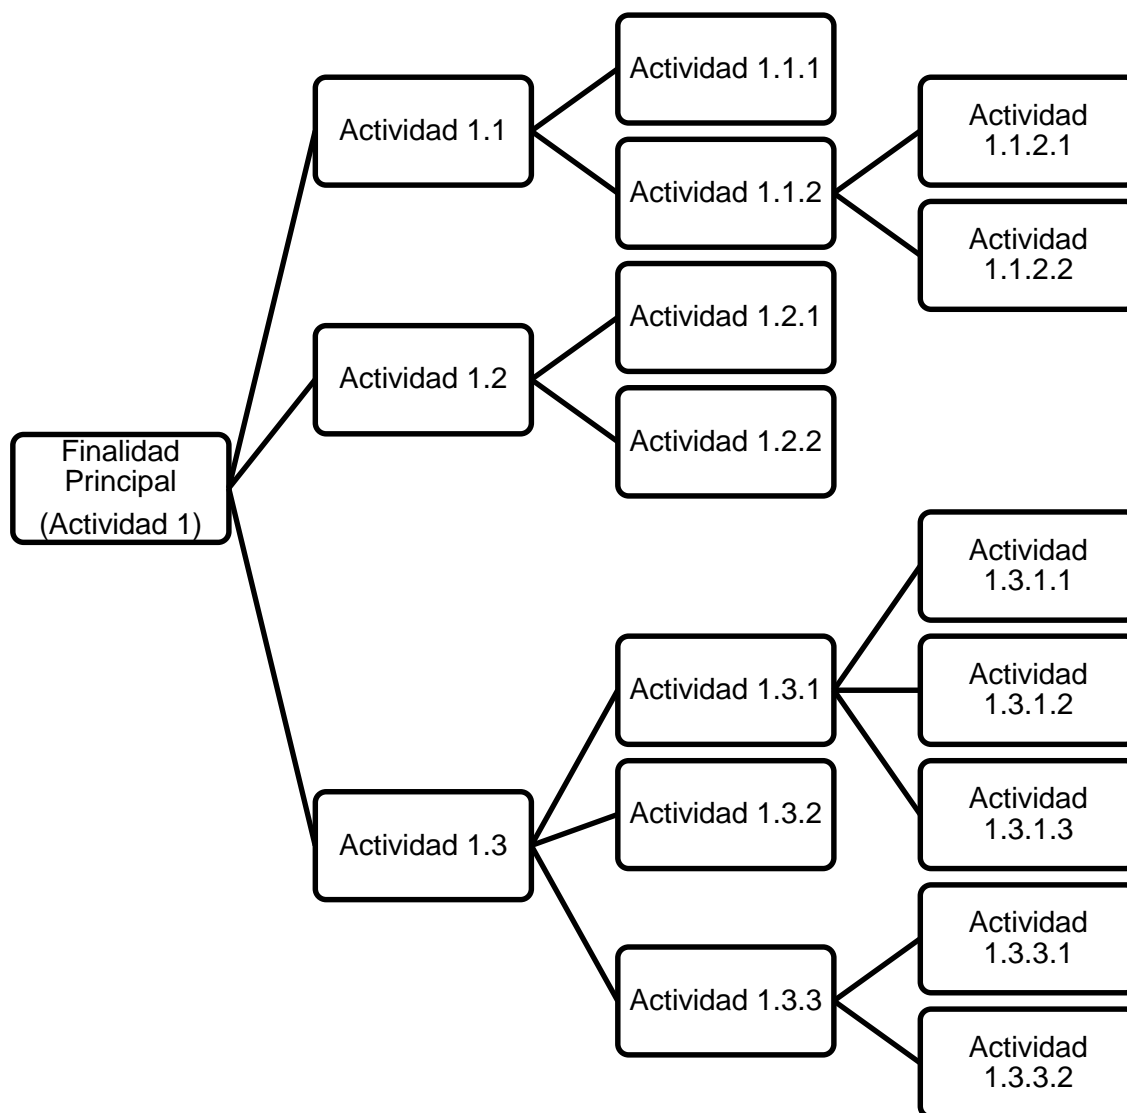 Actividad 1.1.1
Actividad 1.1
Actividad
1.1.2.1
Actividad 1.1.2
Actividad
1.1.2.2
Actividad 1.2.1
Actividad 1.2
Actividad 1.2.2
Finalidad
Principal
(Actividad 1)
Actividad
1.3.1.1
Actividad 1.3.1
Actividad
1.3.1.2
Actividad 1.3.2
Actividad
1.3.1.3
Actividad 1.3
Actividad
1.3.3.1
Actividad 1.3.3
Actividad
1.3.3.2